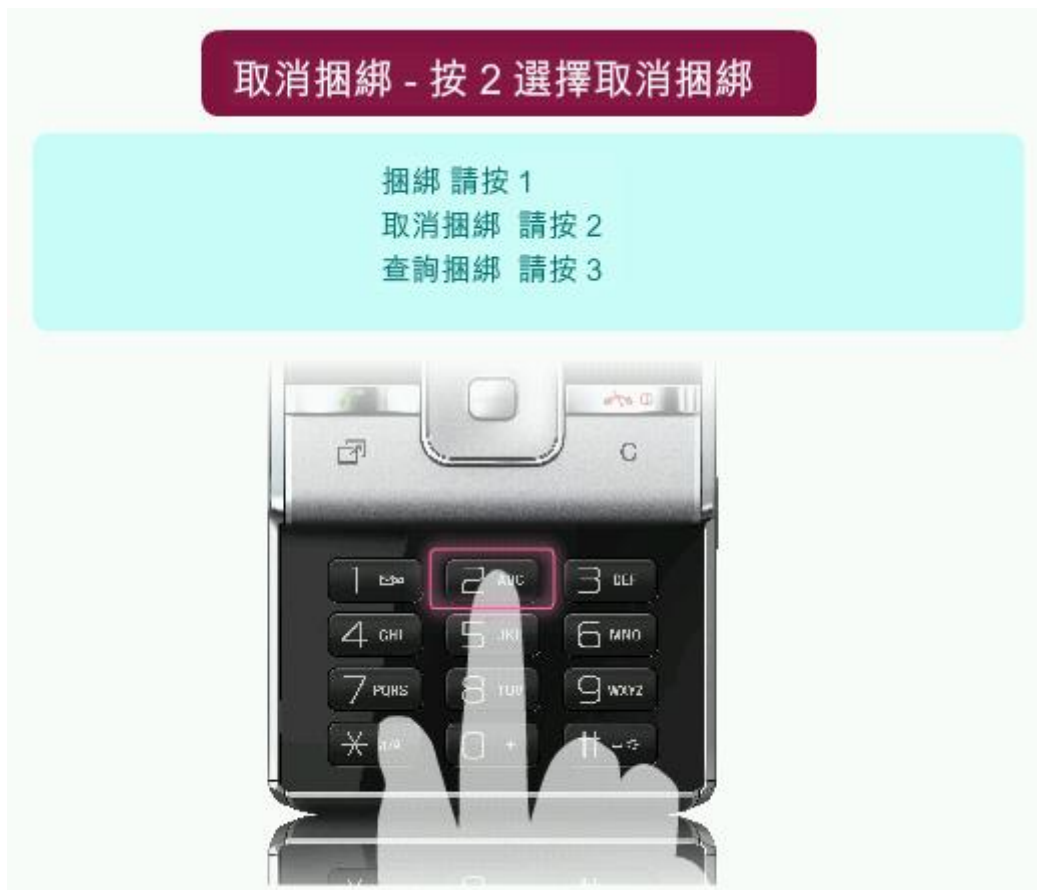 取消捆綁 - 按 2 選擇取消捆綁
捆綁 請按 1
取消捆綁 請按 2
查詢捆綁 請按 3
C
1
2 ABC
3 DEF
4 GHI
5 JKL
6 MNO
7 PQRS
8 TUV
9 WXYZ
* a/A
0 +
#